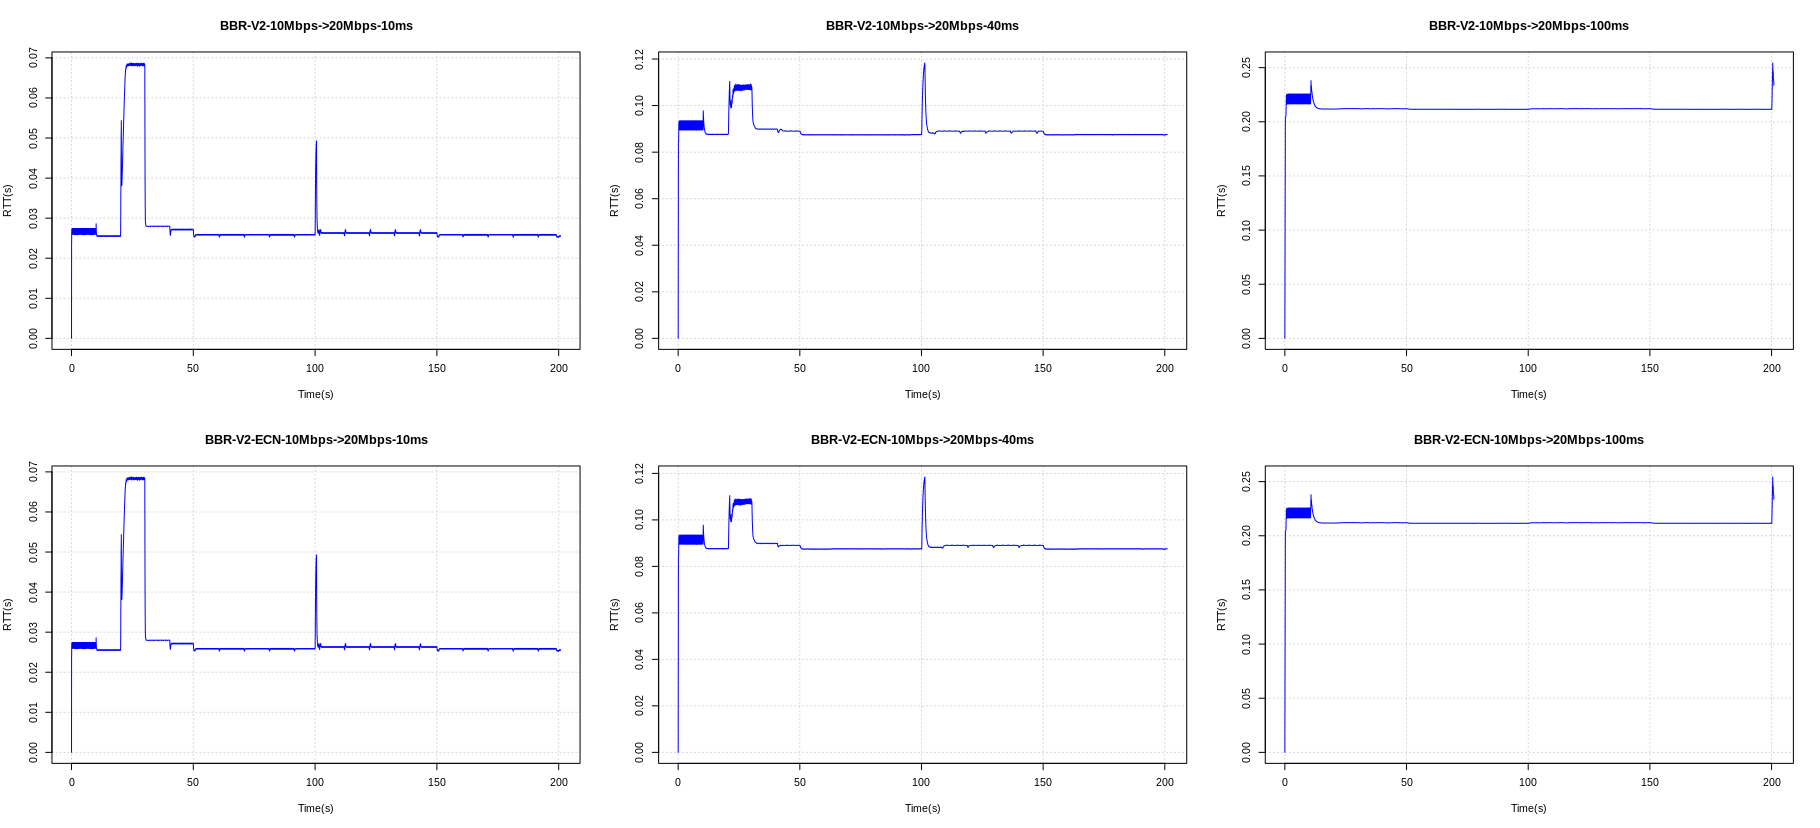 BBR-V2-10Mbps->20Mbps-10ms
RTT(s)
0.00 0.01 0.02 0.03 0.04 0.05 0.06 0.07
0 50 100 150 200
Time(s)
BBR-V2-10Mbps->20Mbps-40ms
RTT(s)
0.00 0.02 0.04 0.06 0.08 0.10 0.12
0 50 100 150 200
Time(s)
BBR-V2-10Mbps->20Mbps-100ms
RTT(s)
0.00 0.05 0.10 0.15 0.20 0.25
0 50 100 150 200
Time(s)
BBR-V2-ECN-10Mbps->20Mbps-10ms
RTT(s)
0.00 0.01 0.02 0.03 0.04 0.05 0.06 0.07
0 50 100 150 200
Time(s)
BBR-V2-ECN-10Mbps->20Mbps-40ms
RTT(s)
0.00 0.02 0.04 0.06 0.08 0.10 0.12
0 50 100 150 200
Time(s)
BBR-V2-ECN-10Mbps->20Mbps-100ms
RTT(s)
0.00 0.05 0.10 0.15 0.20 0.25
0 50 100 150 200
Time(s)